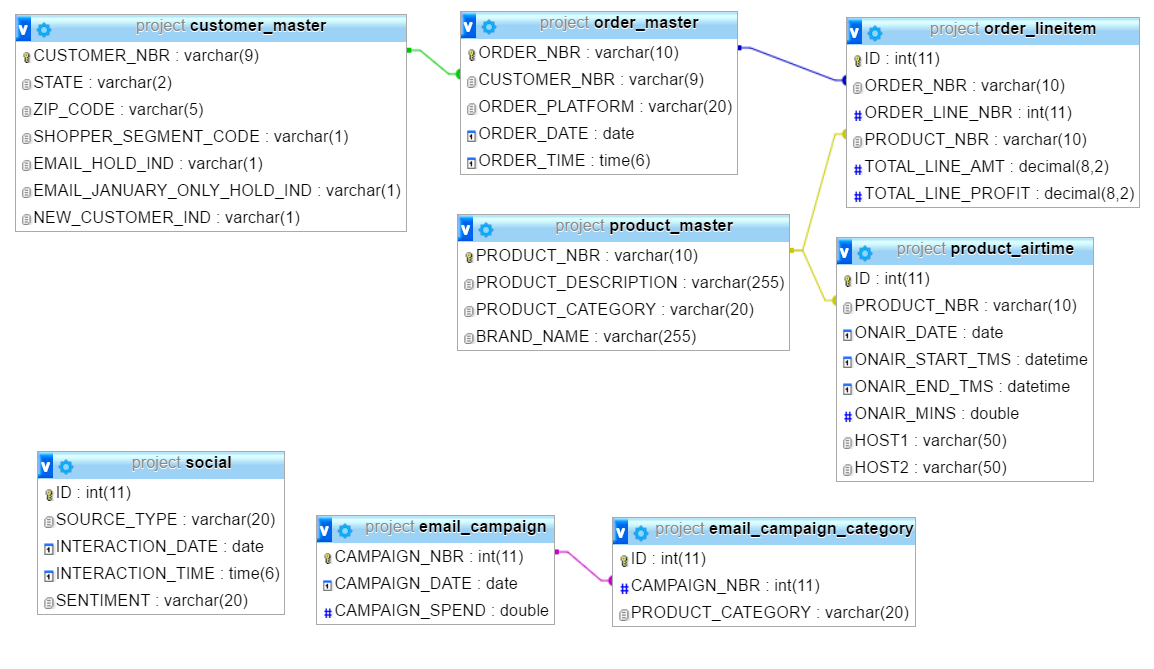 project customer_master
CUSTOMER_NBR : varchar(9)
STATE : varchar(2)
ZIP_CODE : varchar(5)
SHOPPER_SEGMENT_CODE : varchar(1)
EMAIL_HOLD_IND : varchar(1)
EMAIL_JANUARY_ONLY_HOLD_IND : varchar(1)
NEW_CUSTOMER_IND : varchar(1)
project order_master
ORDER_NBR : varchar(10)
CUSTOMER_NBR : varchar(9)
ORDER_PLATFORM : varchar(20)
ORDER_DATE : date
ORDER_TIME : time(6)
project order_lineitem
ID : int(11)
ORDER_NBR : varchar(10)
# ORDER_LINE_NBR : int(11)
PRODUCT_NBR : varchar(10)
# TOTAL_LINE_AMT : decimal(8,2)
# TOTAL_LINE_PROFIT : decimal(8,2)
project product_master
PRODUCT_NBR : varchar(10)
PRODUCT_DESCRIPTION : varchar(255)
PRODUCT_CATEGORY : varchar(20)
BRAND_NAME : varchar(255)
project product_airtime
ID : int(11)
PRODUCT_NBR : varchar(10)
ONAIR_DATE : date
ONAIR_START_TMS : datetime
ONAIR_END_TMS : datetime
# ONAIR_MINS : double
HOST1 : varchar(50)
HOST2 : varchar(50)
project social
ID : int(11)
SOURCE_TYPE : varchar(20)
INTERACTION_DATE : date
INTERACTION_TIME : time(6)
SENTIMENT : varchar(20)
project email_campaign
CAMPAIGN_NBR : int(11)
CAMPAIGN_DATE : date
# CAMPAIGN_SPEND : double
project email_campaign_category
ID : int(11)
# CAMPAIGN_NBR : int(11)
PRODUCT_CATEGORY : varchar(20)